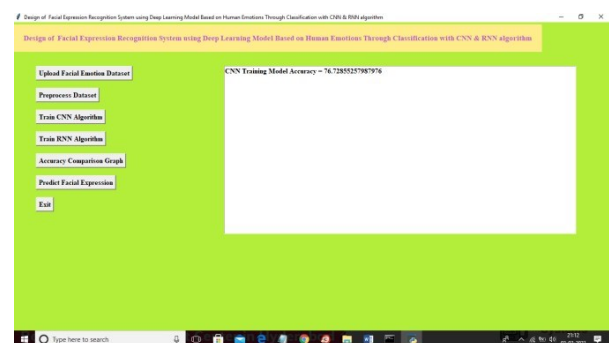 Design of Facial Expression Recognition System using Deep Learning Model Based on Human Emotions Through Classification with CNN & RNN algorithm
Design of Facial Expression Recognition System using Deep Learning Model Based on Human Emotions Through Classification with CNN & RNN algorithm
Upload Facial Emotion Dataset
CNN Training Model Accuracy = 76.72855257987976
Preprocess Dataset
Train CNN Algorithm
Train RNN Algorithm
Accuracy Comparison Graph
Predict Facial Expression
Exit
Type here to search
21:12